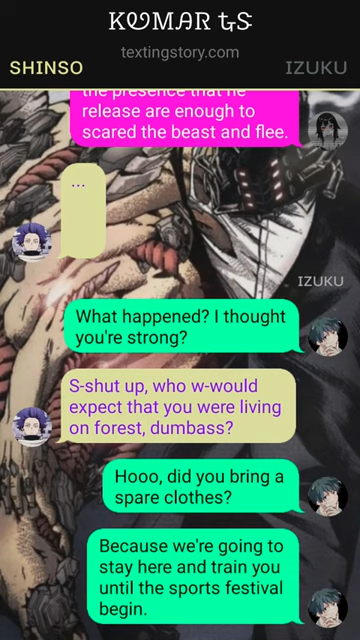 KUMAR GS
textingstory.com
SHINSO
IZUKU
the presence that he
release are enough to
scared the beast and flee.
...
IZUKU
What happened? I thought
you're strong?
S-shut up, who w-would
expect that you were living
on forest, dumbass?
Hooo, did you bring a
spare clothes?
Because we're going to
stay here and train you
until the sports festival
begin.